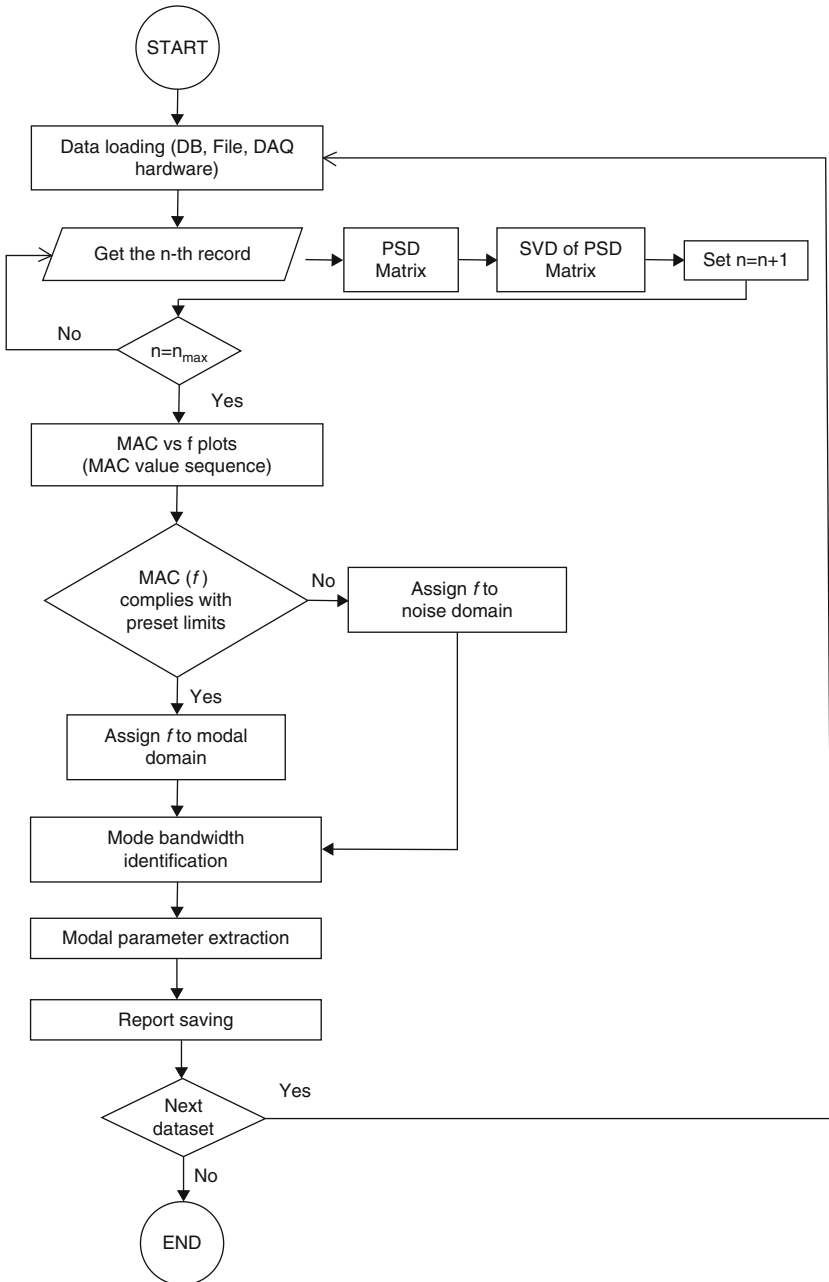 START
Data loading (DB, File, DAQ
hardware)
Get the n-th record
PSD
Matrix
SVD of PSD
Matrix
Set n=n+1
No
n=nmax
Yes
MAC vs f plots
(MAC value sequence)
MAC (f)
complies with
preset limits
No
Assign f to
noise domain
Yes
Assign f to modal
domain
Mode bandwidth
identification
Modal parameter extraction
Report saving
Yes
Next
dataset
No
END